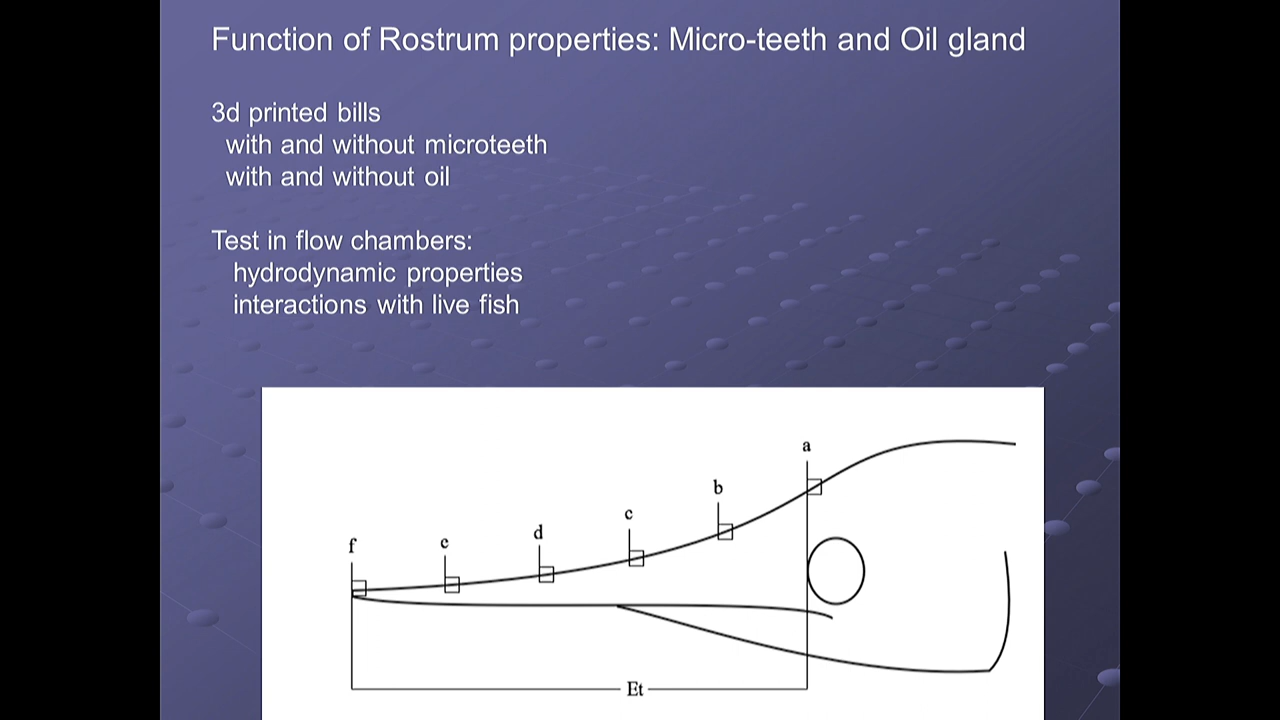 Function of Rostrum properties: Micro-teeth and Oil gland
3d printed bills
with and without microteeth
with and without oil
Test in flow chambers:
hydrodynamic properties
interactions with live fish
a
b
c
d
e
f
Et